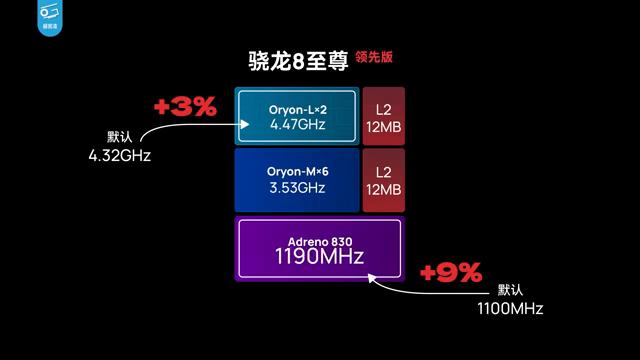 骁龙8至尊 领先版
+3%
默认
4.32GHz
Oryon-L×2
4.47GHz
L2
12MB
Oryon-M×6
3.53GHz
L2
12MB
Adreno 830
1190MHz
+9%
默认
1100MHz